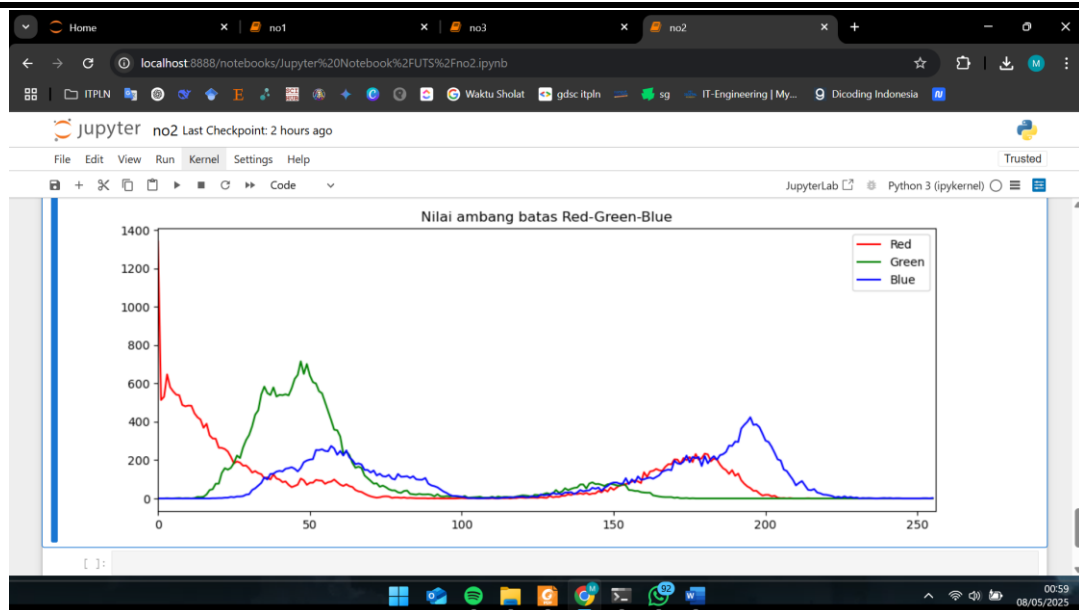 Home
no1
no3
no2
localhost:8888/notebooks/Jupyter%20Notebook%2FUTS%2Fno2.ipynb
M
ITPLN
E
Waktu Sholat
gdsc itpln
sg
IT-Engineering | My...
Dicoding Indonesia
jupyter no2 Last Checkpoint: 2 hours ago
File Edit View Run Kernel Settings Help
Trusted
Code
JupyterLab
Python 3 (ipykernel)
Nilai ambang batas Red-Green-Blue
1400
1200
1000
800
600
400
200
0
Red
Green
Blue
0 50 100 150 200 250
[ ]:
92
00:59
08/05/2025